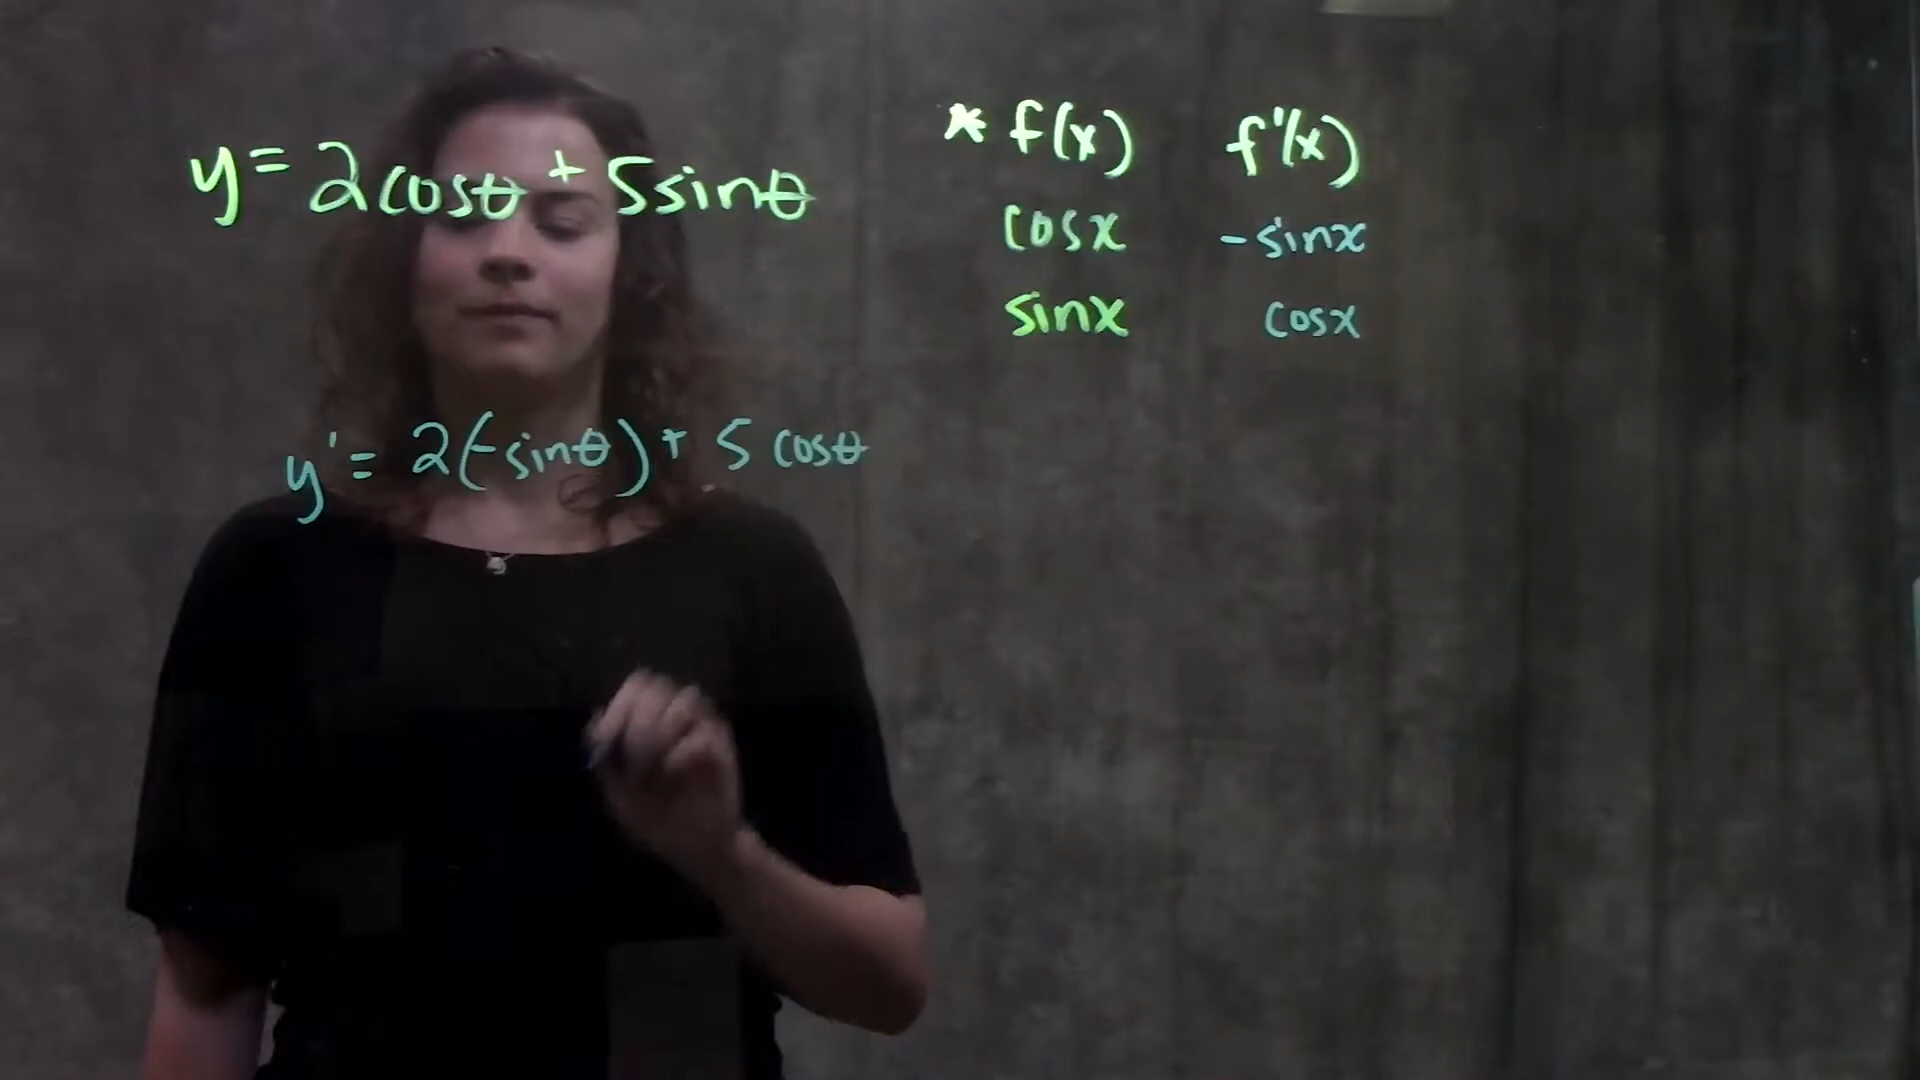 y = 2cosθ + 5sinθ
* f(x) f'(x)
cosx -sinx
sinx cosx
y' = 2(-sinθ) + 5 cosθ